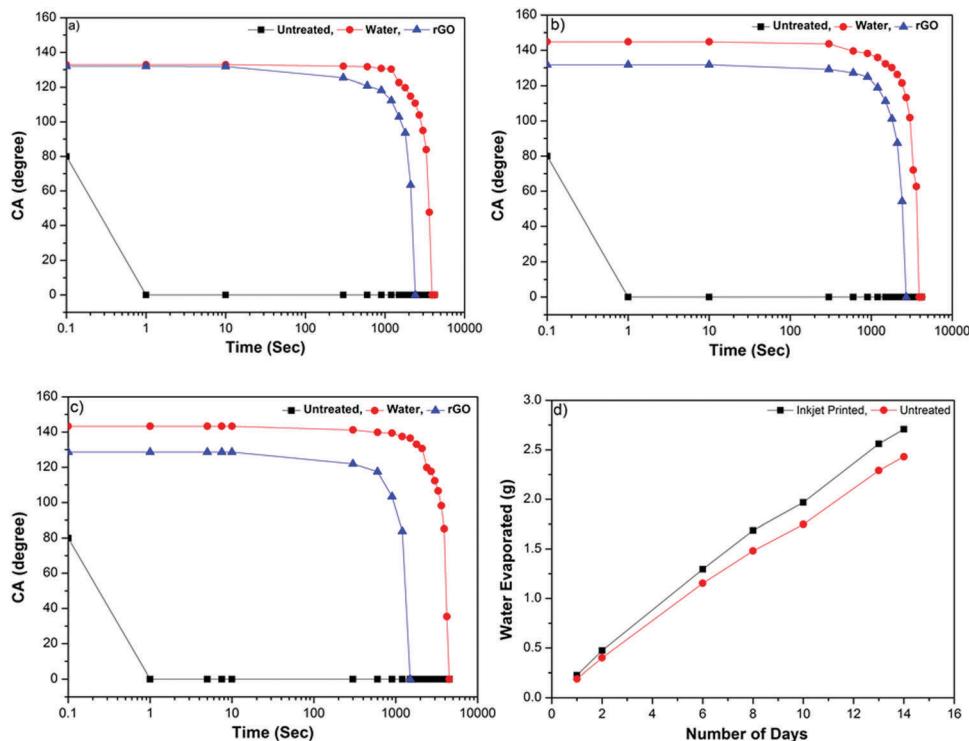 a)
Untreated, Water, rGO
160
140
120
100
80
60
40
20
0
CA (degree)
0.1 1 10 100 1000 10000
Time (Sec)
b)
Untreated, Water, rGO
160
140
120
100
80
60
40
20
0
CA (degree)
0.1 1 10 100 1000 10000
Time (Sec)
c)
Untreated, Water, rGO
160
140
120
100
80
60
40
20
0
CA (degree)
0.1 1 10 100 1000 10000
Time (Sec)
d)
Inkjet Printed, Untreated
3.0
2.5
2.0
1.5
1.0
0.5
0.0
Water Evaporated (g)
2 4 6 8 10 12 14 16
Number of Days